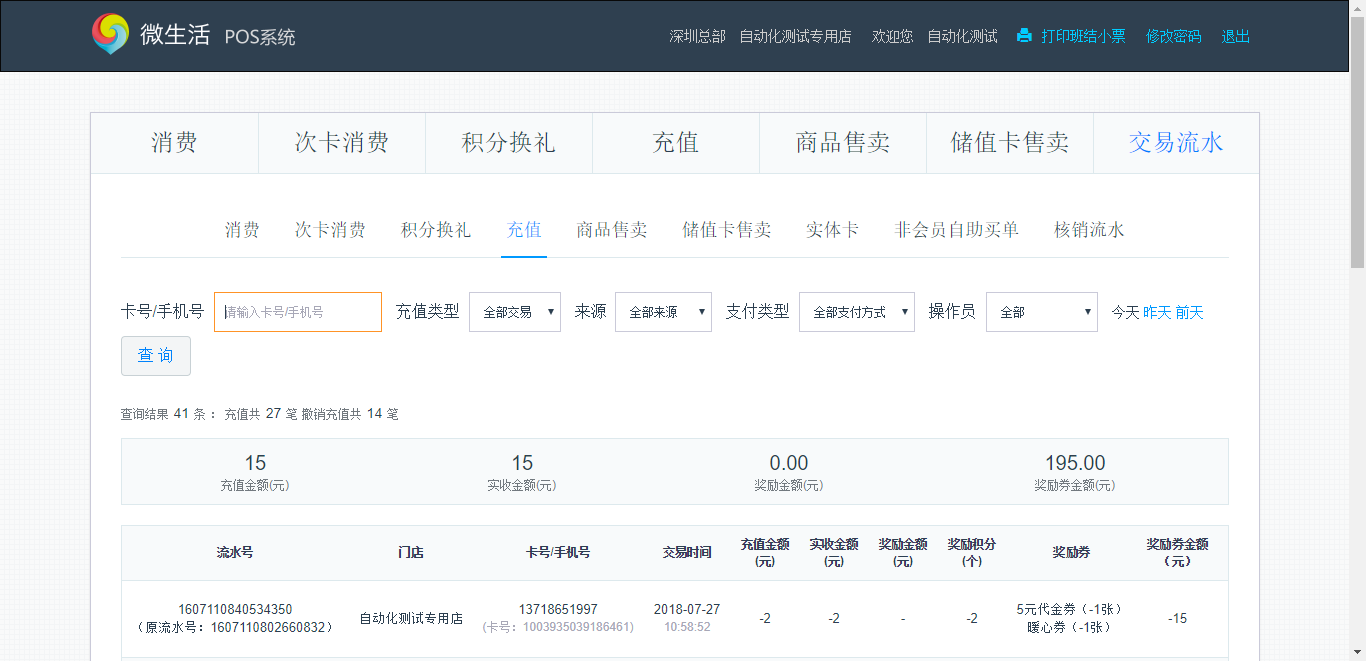 微生活 POS系统 深圳总部 自动化测试专用店 欢迎您 自动化测试 打印班结小票 修改密码 退出
消费 次卡消费 积分换礼 充值 商品售卖 储值卡售卖 交易流水
消费 次卡消费 积分换礼 充值 商品售卖 储值卡售卖 实体卡 非会员自助买单 核销流水
卡号/手机号 请输入卡号/手机号 充值类型 全部交易 来源 全部来源 支付类型 全部支付方式 操作员 全部 今天 昨天 前天
查 询
查询结果 41 条 ： 充值共 27 笔 撤销充值共 14 笔
15 15 0.00 195.00
充值金额(元) 实收金额(元) 奖励金额(元) 奖励券金额(元)
流水号 门店 卡号/手机号 交易时间 充值金额(元) 实收金额(元) 奖励金额(元) 奖励积分(个) 奖励券 奖励券金额（元）
1607110840534350 自动化测试专用店 13718651997 2018-07-27 -2 -2 - -2 5元代金券（-1张） -15
（原流水号：1607110802660832） (卡号：1003935039186461) 10:58:52 暖心券（-1张）